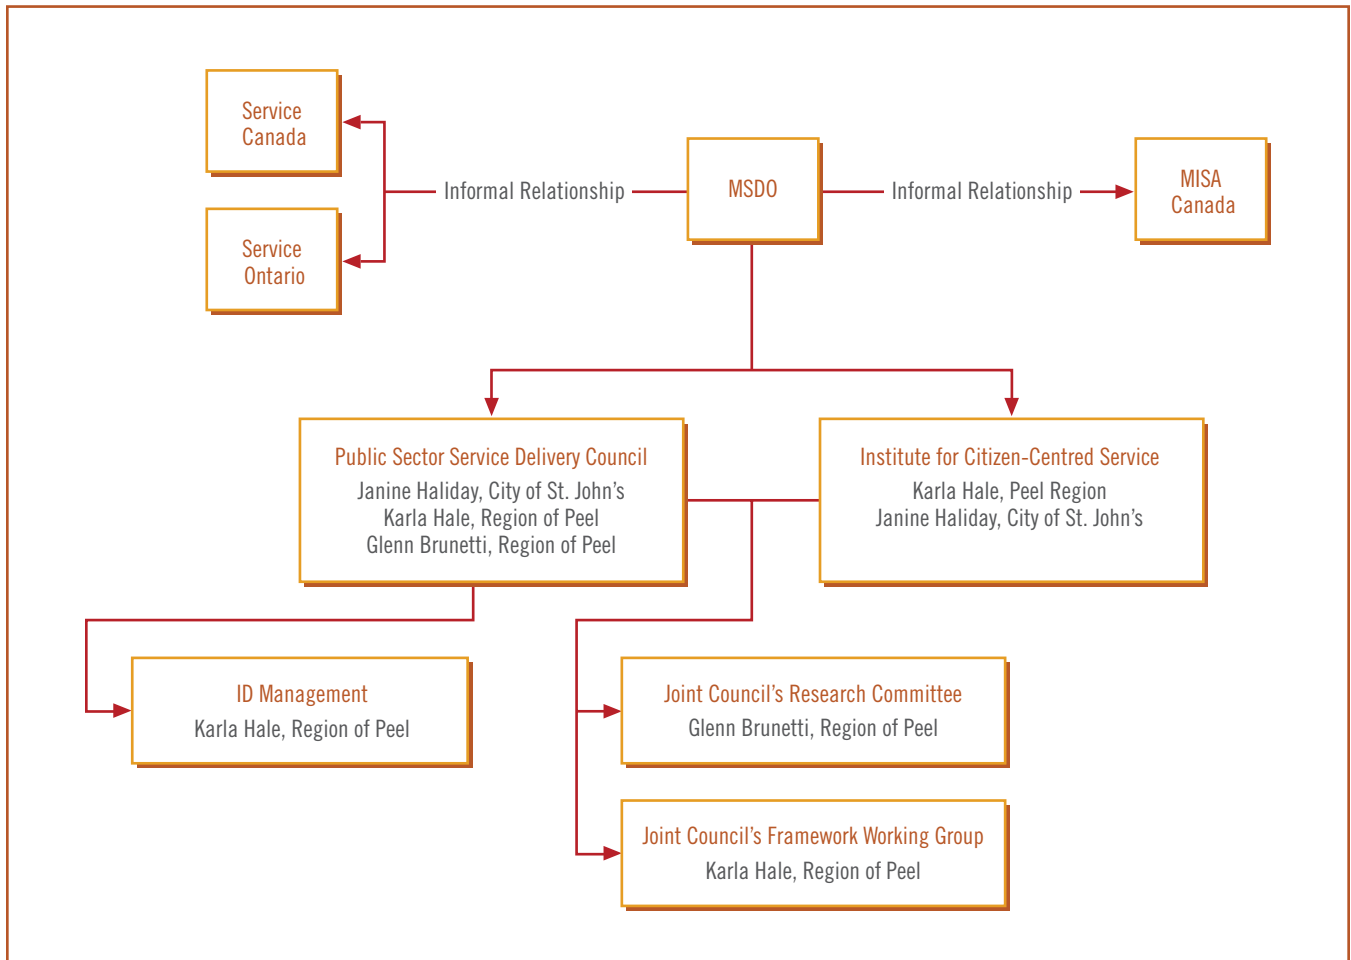 Service
Canada
Informal Relationship
MSDO
Informal Relationship
MISA
Canada
Service
Ontario
Public Sector Service Delivery Council
Janine Haliday, City of St. John’s
Karla Hale, Region of Peel
Glenn Brunetti, Region of Peel
Institute for Citizen-Centred Service
Karla Hale, Peel Region
Janine Haliday, City of St. John’s
ID Management
Karla Hale, Region of Peel
Joint Council’s Research Committee
Glenn Brunetti, Region of Peel
Joint Council’s Framework Working Group
Karla Hale, Region of Peel